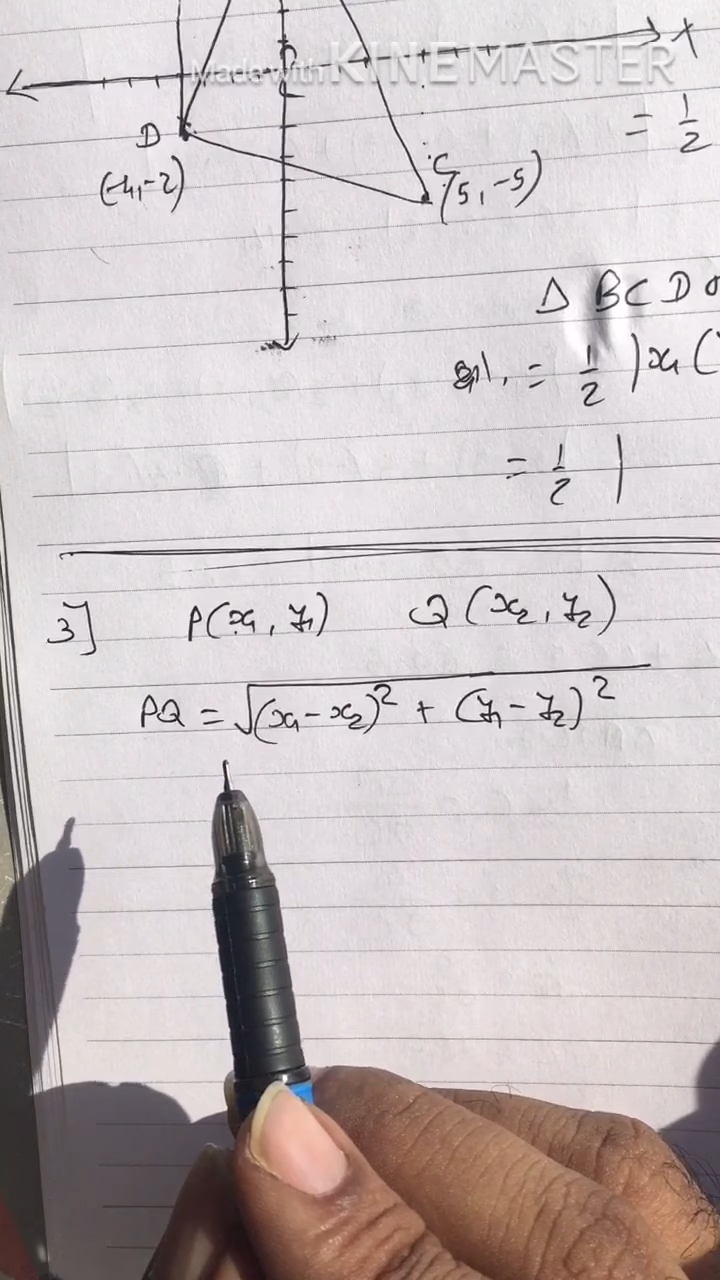 Made with KINEMASTER
X
= 1/2
D
(-4,-2)
C
(5,-5)
Δ BCD
= 1/2 |x₁(
= 1/2 |
3] P(x₁, y₁) Q(x₂, y₂)
PQ = √(x₁-x₂)² + (y₁-y₂)²